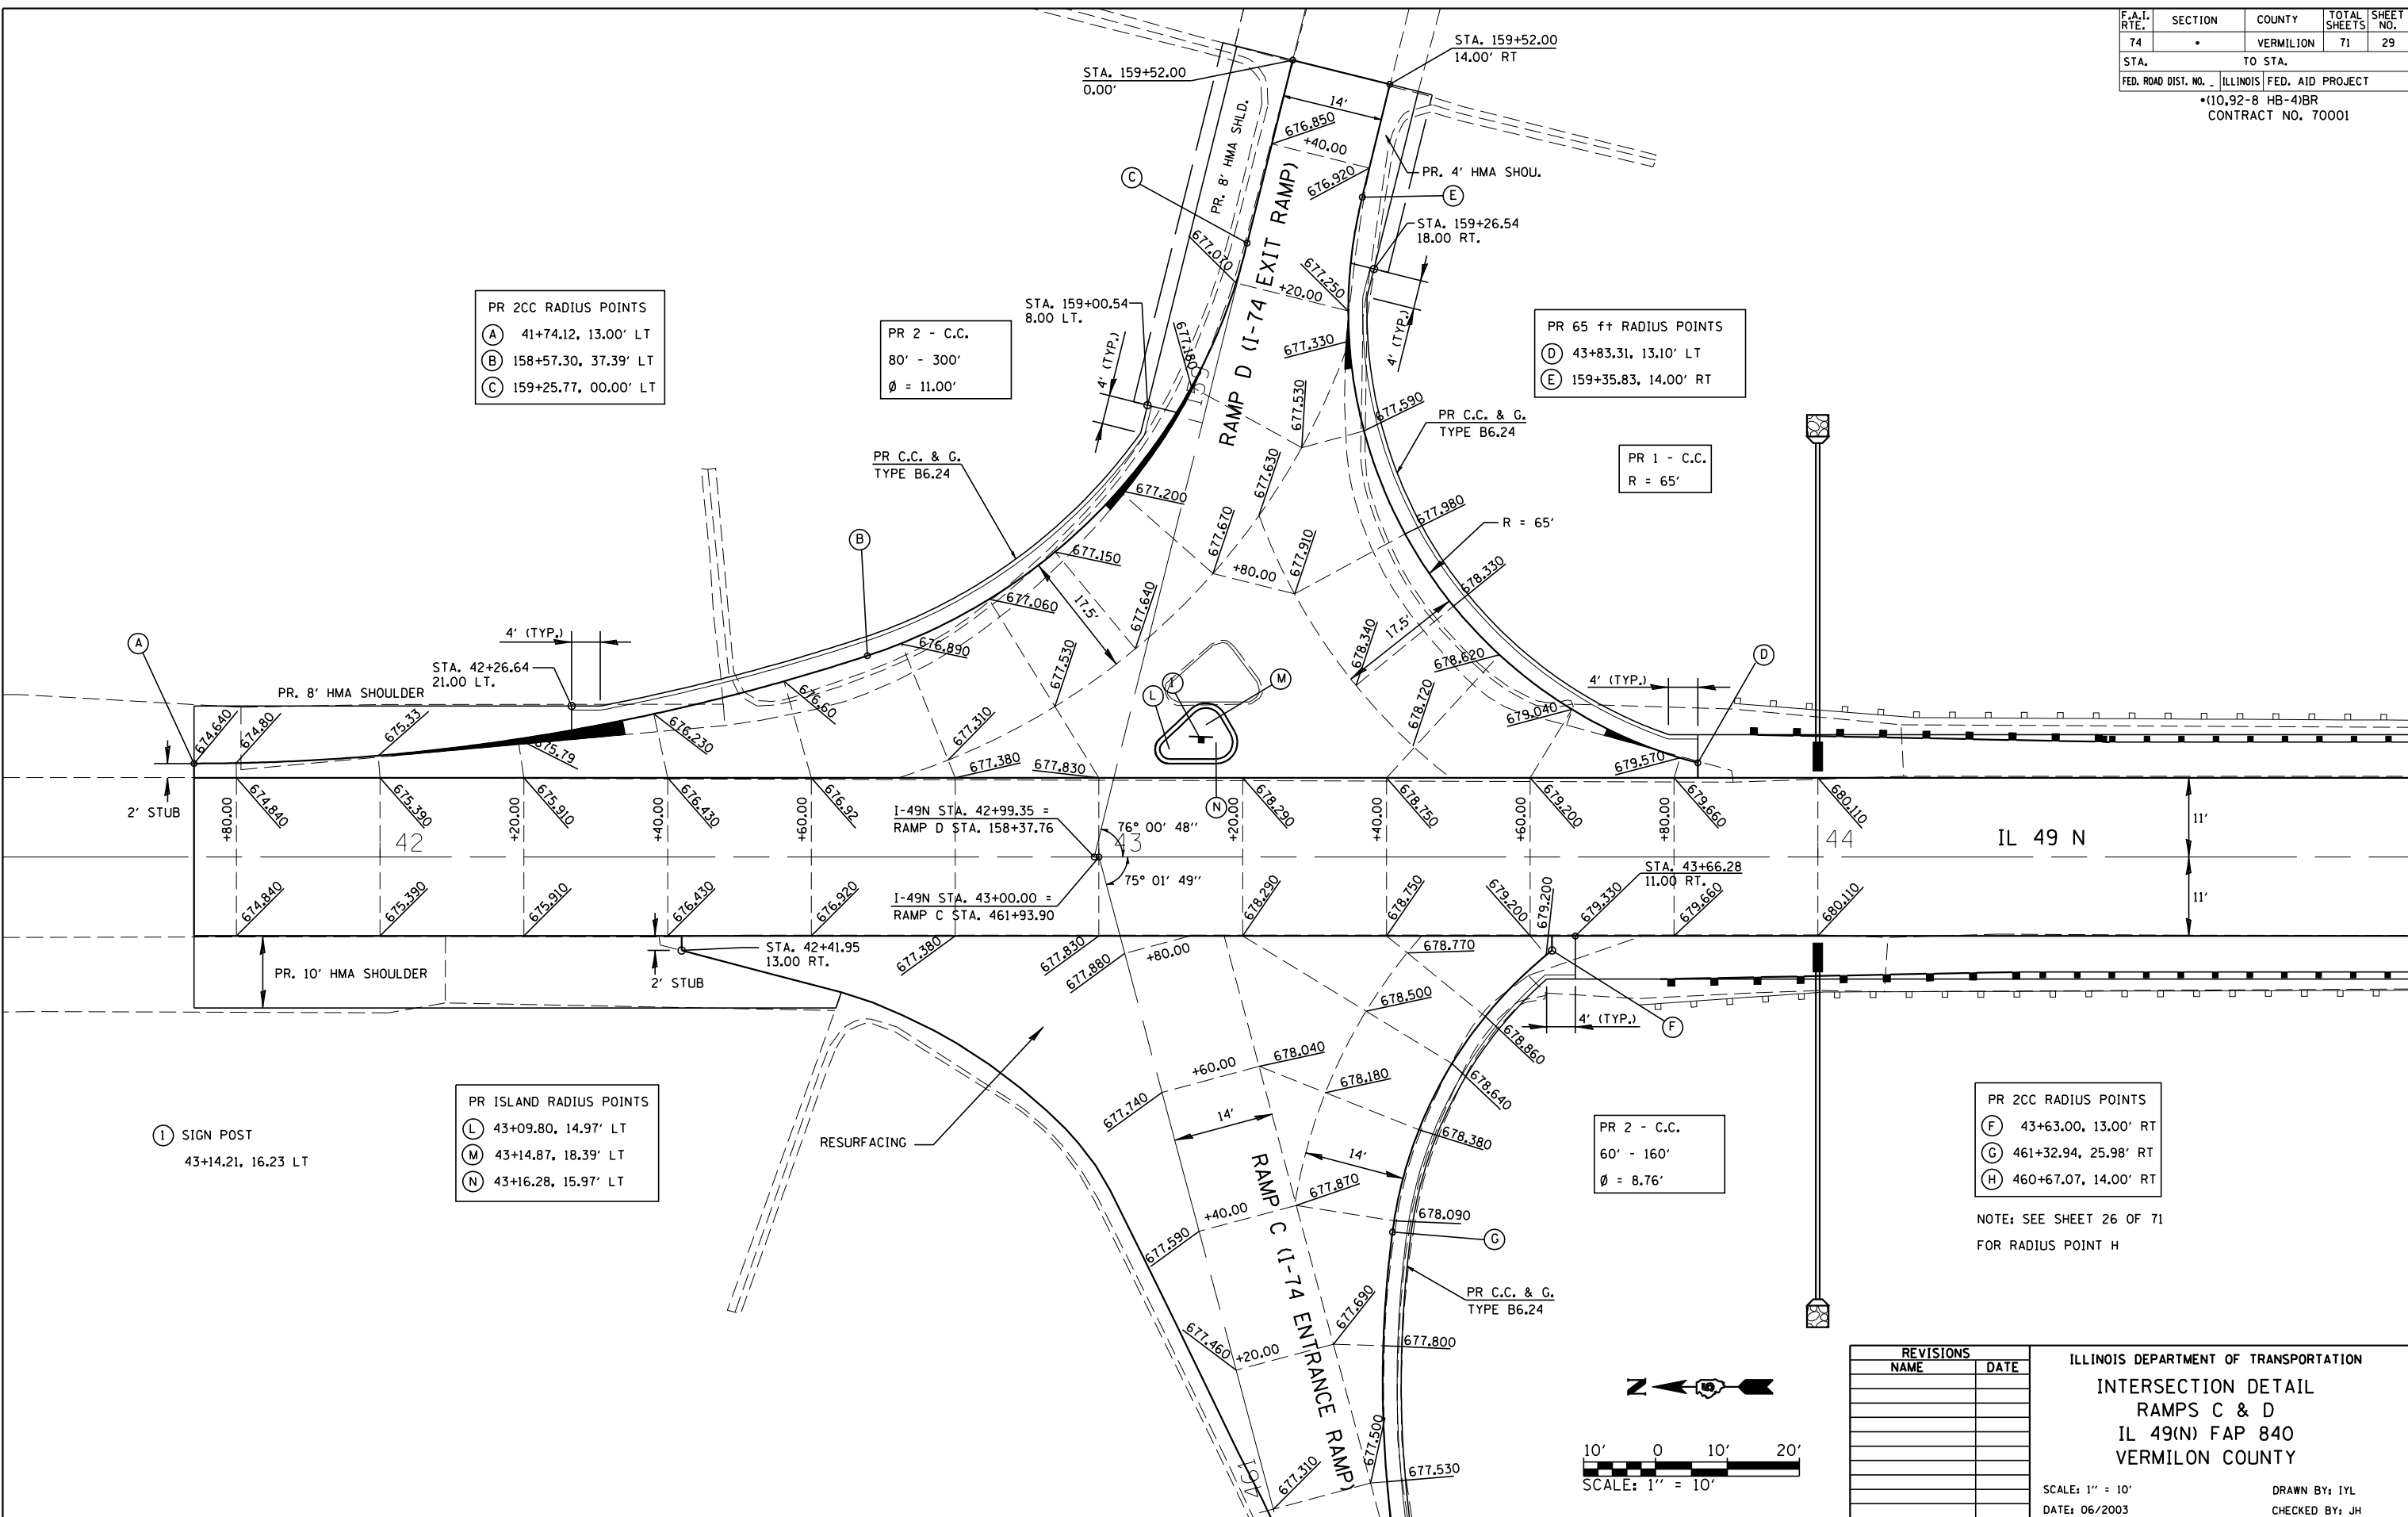 F.A.I. RTE. SECTION COUNTY TOTAL SHEETS SHEET NO.
74 • VERMILION 71 29
STA. TO STA.
FED. ROAD DIST. NO. _ ILLINOIS FED. AID PROJECT
•(10,92-8 HB-4)BR
CONTRACT NO. 70001
STA. 159+52.00
14.00' RT
STA. 159+52.00
0.00'
14'
676.850
+40.00
676.920
PR. 8' HMA SHLD.
PR. 4' HMA SHOU.
C
E
STA. 159+26.54
18.00 RT.
RAMP D (I-74 EXIT RAMP)
677.070
677.250
+20.00
STA. 159+00.54
8.00 LT.
4' (TYP.)
677.180
159
677.330
4' (TYP.)
PR 2CC RADIUS POINTS
A 41+74.12, 13.00' LT
B 158+57.30, 37.39' LT
C 159+25.77, 00.00' LT
PR 2 - C.C.
80' - 300'
Ø = 11.00'
PR 65 ft RADIUS POINTS
D 43+83.31, 13.10' LT
E 159+35.83, 14.00' RT
677.530
677.590
PR C.C. & G.
TYPE B6.24
PR 1 - C.C.
R = 65'
PR C.C. & G.
TYPE B6.24
677.200
677.630
677.980
R = 65'
B
677.150
677.670
677.910
+80.00
678.330
677.060
17.5'
677.640
17.5'
678.340
A
4' (TYP.)
STA. 42+26.64
21.00 LT.
676.890
677.530
678.620
D
PR. 8' HMA SHOULDER
676.60
L
I
M
4' (TYP.)
674.640
674.80
675.33
675.79
676.230
677.310
678.720
679.040
677.380
677.830
679.570
2' STUB
+80.00
674.840
675.390
+20.00
675.910
+40.00
676.430
+60.00
676.92
N
+20.00
678.290
+40.00
678.750
+60.00
679.200
+80.00
679.660
680.110
11'
I-49N STA. 42+99.35 =
RAMP D STA. 158+37.76
76° 00' 48''
42
43
44
IL 49 N
75° 01' 49''
I-49N STA. 43+00.00 =
RAMP C STA. 461+93.90
STA. 43+66.28
11.00 RT.
674.840
675.390
675.910
676.430
676.920
678.290
678.750
679.200
679.200
679.330
679.660
680.110
11'
STA. 42+41.95
13.00 RT.
677.380
677.830
677.880
+80.00
678.770
PR. 10' HMA SHOULDER
2' STUB
678.500
4' (TYP.)
F
678.860
678.040
+60.00
678.180
678.640
677.740
14'
678.380
14'
RESURFACING
1 SIGN POST
43+14.21, 16.23 LT
PR ISLAND RADIUS POINTS
L 43+09.80, 14.97' LT
M 43+14.87, 18.39' LT
N 43+16.28, 15.97' LT
PR 2 - C.C.
60' - 160'
Ø = 8.76'
PR 2CC RADIUS POINTS
F 43+63.00, 13.00' RT
G 461+32.94, 25.98' RT
H 460+67.07, 14.00' RT
NOTE: SEE SHEET 26 OF 71
FOR RADIUS POINT H
RAMP C (I-74 ENTRANCE RAMP)
677.870
+40.00
678.090
677.590
G
PR C.C. & G.
TYPE B6.24
677.690
677.460
+20.00
677.800
677.500
461
677.310
677.530
N
10' 0 10' 20'
SCALE: 1'' = 10'
REVISIONS
NAME DATE
ILLINOIS DEPARTMENT OF TRANSPORTATION
INTERSECTION DETAIL
RAMPS C & D
IL 49(N) FAP 840
VERMILON COUNTY
SCALE: 1'' = 10' DRAWN BY: IYL
DATE: 06/2003 CHECKED BY: JH